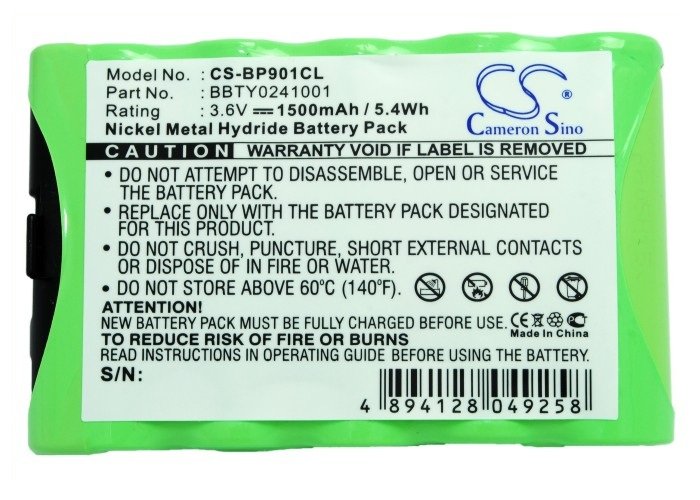 Model No. : CS-BP901CL
Part No. : BBTY0241001
Rated : 3.6V 1500mAh / 5.4Wh
Nickel Metal Hydride Battery Pack
CS
Cameron Sino
CAUTION WARRANTY VOID IF LABEL IS REMOVED
• DO NOT ATTEMPT TO DISASSEMBLE, OPEN OR SERVICE
THE BATTERY PACK.
• REPLACE ONLY WITH THE BATTERY PACK DESIGNATED
FOR THIS PRODUCT.
• DO NOT CRUSH, PUNCTURE, SHORT EXTERNAL CONTACTS
OR DISPOSE OF IN FIRE OR WATER.
• DO NOT STORE ABOVE 60℃ (140℉).
ATTENTION!
NEW BATTERY PACK MUST BE FULLY CHARGED BEFORE USE.
CE
Made In China
TO REDUCE RISK OF FIRE OR BURNS
READ INSTRUCTIONS IN OPERATING GUIDE BEFORE USING THE BATTERY.
S/N:
4 894128 049258